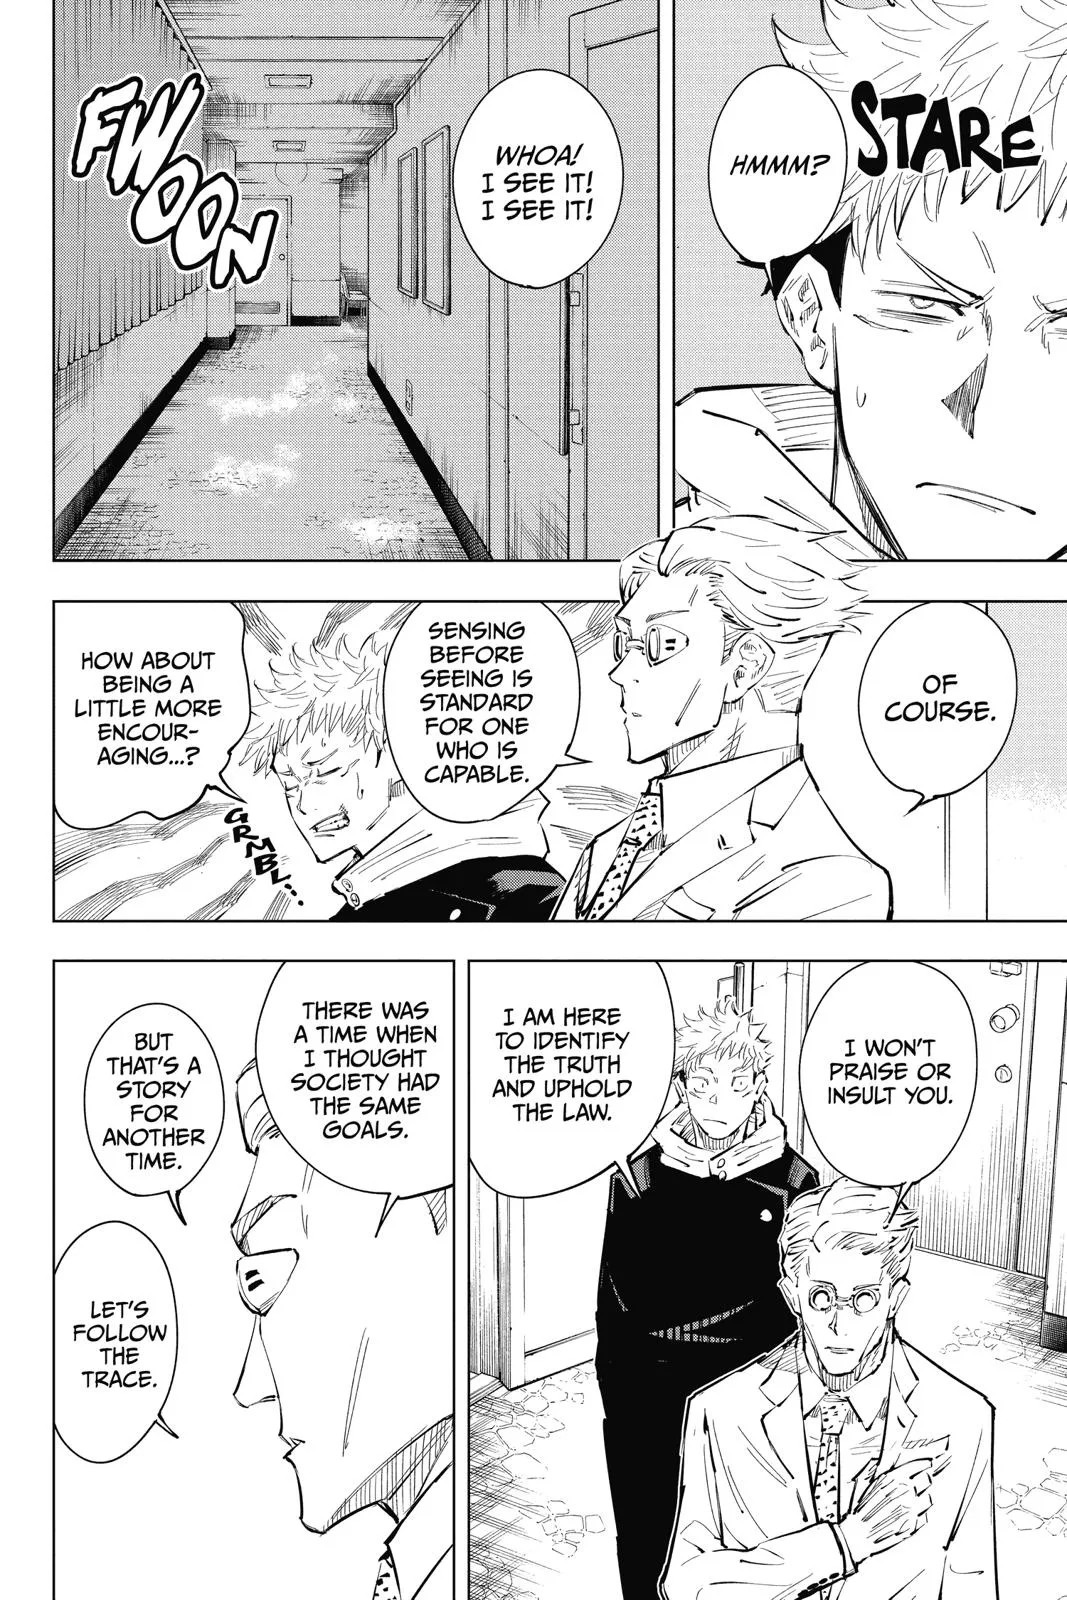 STARE
HMMM?
WHOA!
I SEE IT!
I SEE IT!
FWOON
OF
COURSE.
SENSING
BEFORE
SEEING IS
STANDARD
FOR ONE
WHO IS
CAPABLE.
HOW ABOUT
BEING A
LITTLE MORE
ENCOUR-
AGING...?
GRMBL...
I WON'T
PRAISE OR
INSULT YOU.
I AM HERE
TO IDENTIFY
THE TRUTH
AND UPHOLD
THE LAW.
THERE WAS
A TIME WHEN
I THOUGHT
SOCIETY HAD
THE SAME
GOALS.
BUT
THAT'S A
STORY
FOR
ANOTHER
TIME.
LET'S
FOLLOW
THE
TRACE.